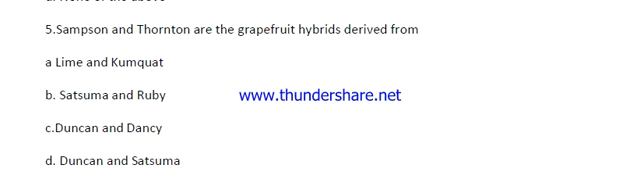 5.Sampson and Thornton are the grapefruit hybrids derived from
a Lime and Kumquat
b. Satsuma and Ruby
www.thundershare.net
c.Duncan and Dancy
d. Duncan and Satsuma